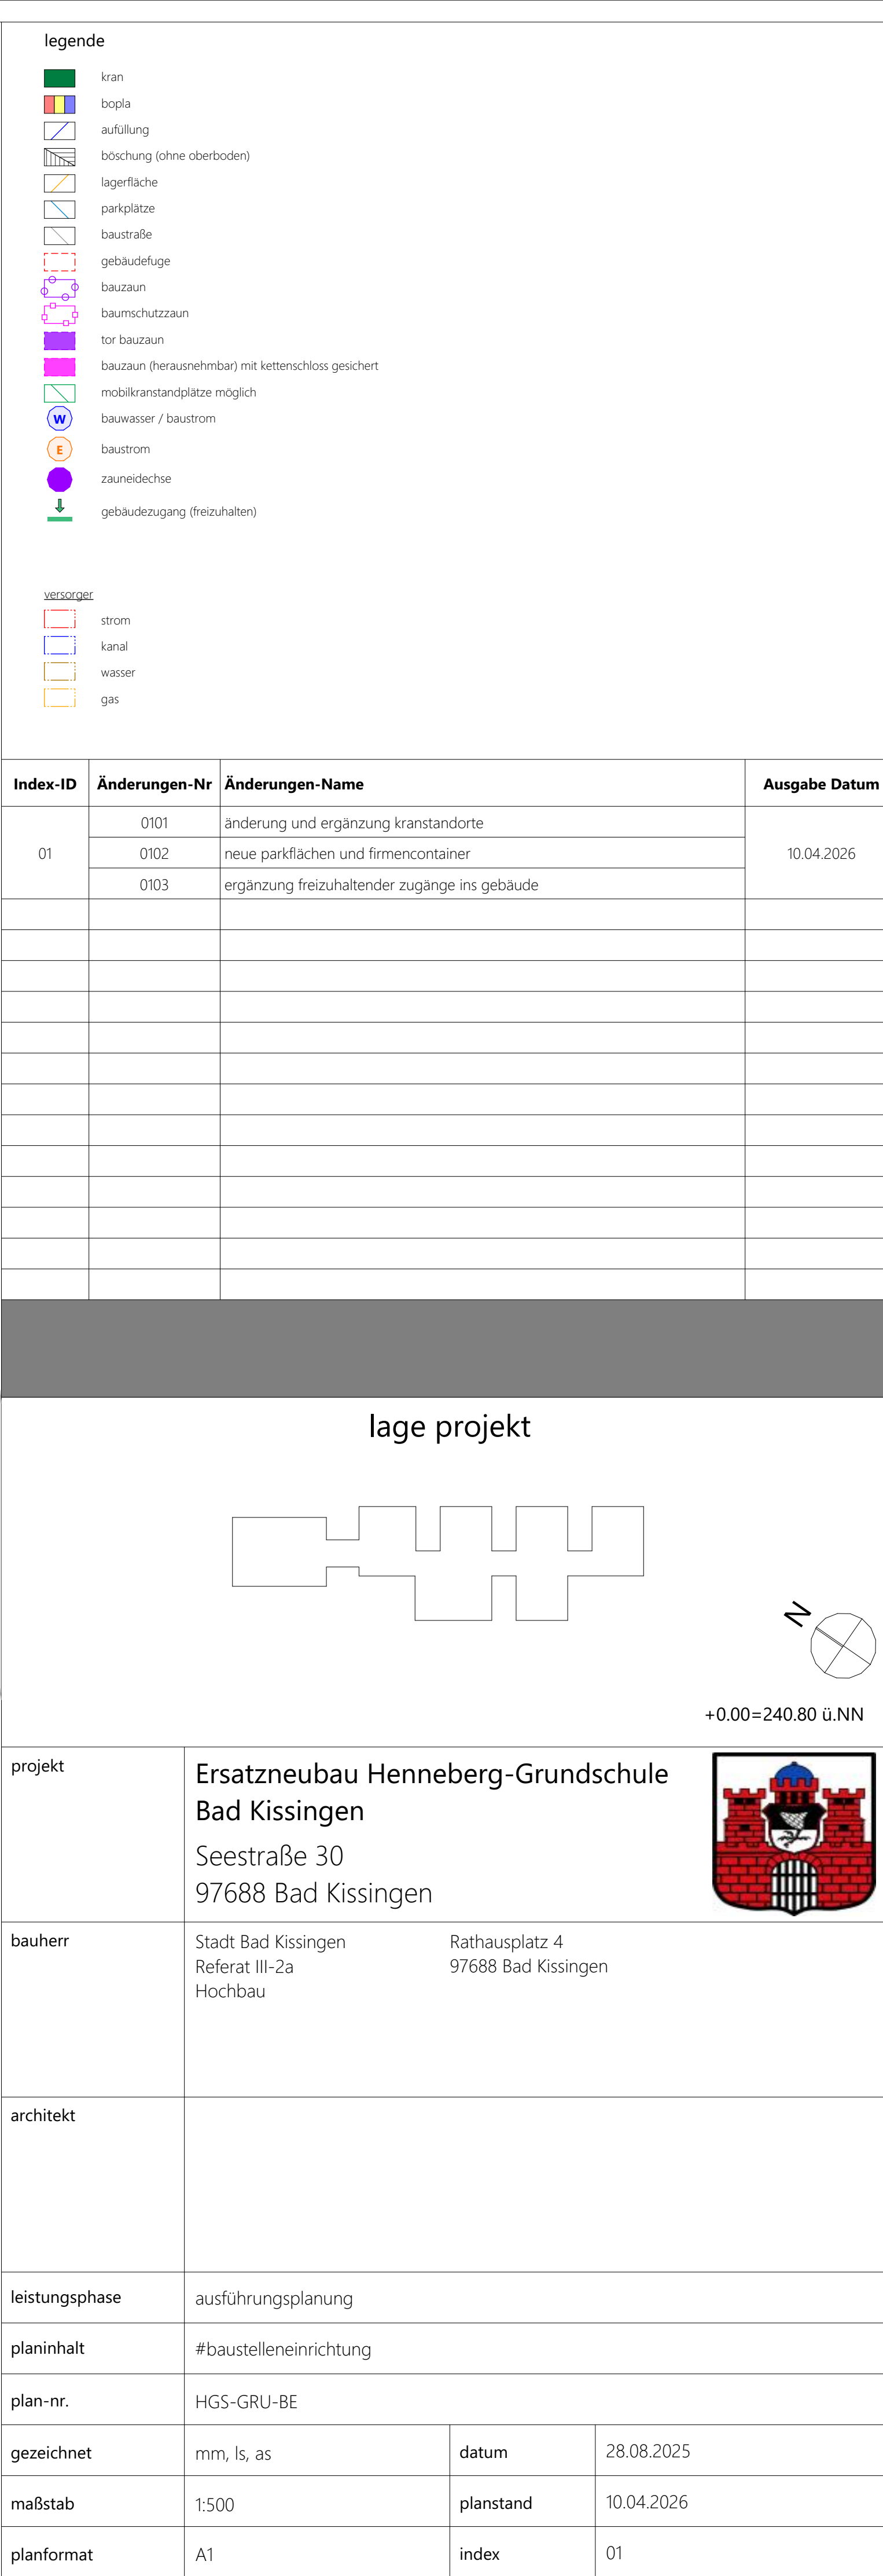 legende
kran
bopla
aufüllung
böschung (ohne oberboden)
lagerfläche
parkplätze
baustraße
gebäudefuge
bauzaun
baumschutzzaun
tor bauzaun
bauzaun (herausnehmbar) mit kettenschloss gesichert
mobilkranstandplätze möglich
W bauwasser / baustrom
E baustrom
zauneidechse
gebäudezugang (freizuhalten)
versorger
strom
kanal
wasser
gas
Index-ID Änderungen-Nr Änderungen-Name Ausgabe Datum
0101 änderung und ergänzung kranstandorte
01 0102 neue parkflächen und firmencontainer 10.04.2026
0103 ergänzung freizuhaltender zugänge ins gebäude
lage projekt
N
+0.00=240.80 ü.NN
projekt Ersatzneubau Henneberg-Grundschule
Bad Kissingen
Seestraße 30
97688 Bad Kissingen
bauherr Stadt Bad Kissingen Rathausplatz 4
Referat III-2a 97688 Bad Kissingen
Hochbau
architekt
leistungsphase ausführungsplanung
planinhalt #baustelleneinrichtung
plan-nr. HGS-GRU-BE
gezeichnet mm, ls, as datum 28.08.2025
maßstab 1:500 planstand 10.04.2026
planformat A1 index 01